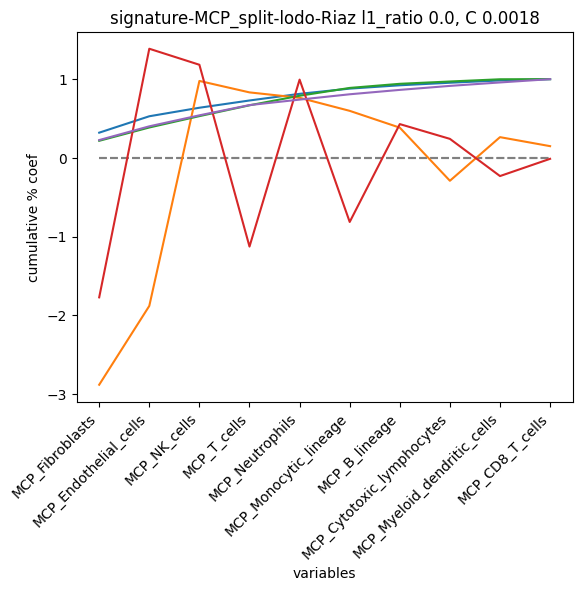 signature-MCP_split-lodo-Riaz l1_ratio 0.0, C 0.0018
cumulative % coef
1
0
−1
−2
−3
MCP_Fibroblasts
MCP_Endothelial_cells
MCP_NK_cells
MCP_T_cells
MCP_Neutrophils
MCP_Monocytic_lineage
MCP_B_lineage
MCP_Cytotoxic_lymphocytes
MCP_Myeloid_dendritic_cells
MCP_CD8_T_cells
variables